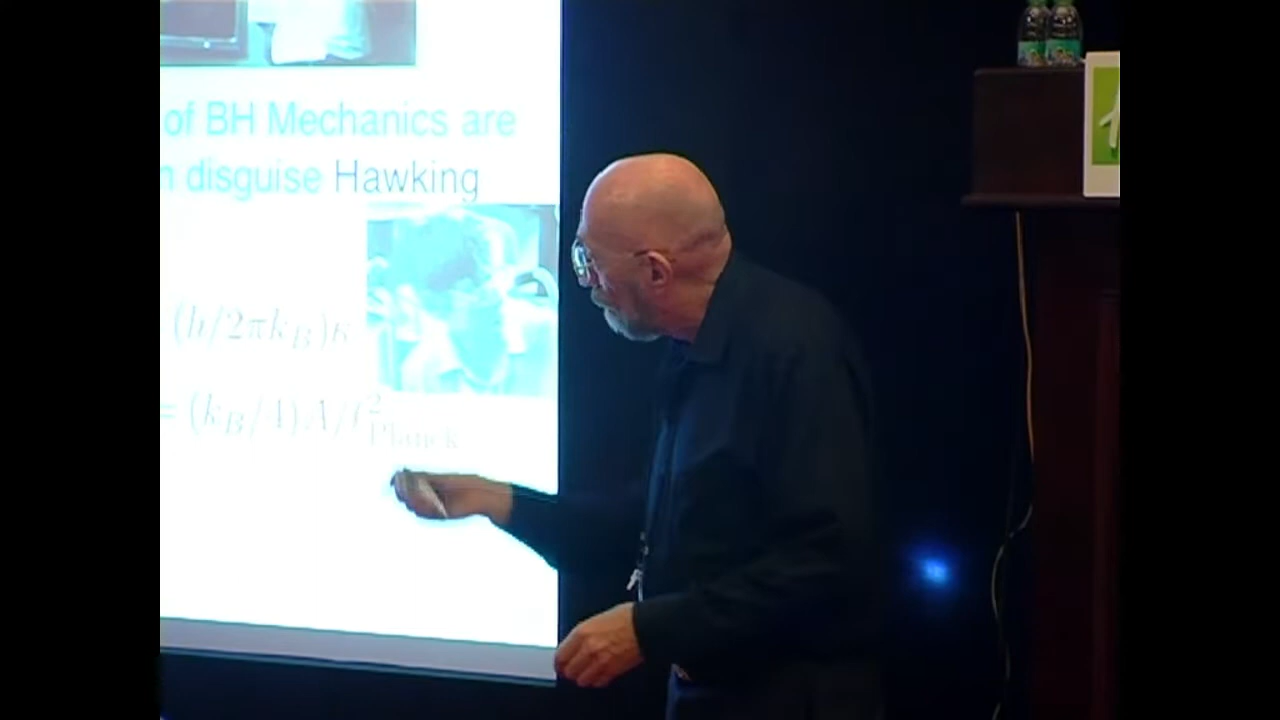 of BH Mechanics are
n disguise Hawking
(h/2πk_B)κ
= (k_B/4)A/ℓ²_Planck